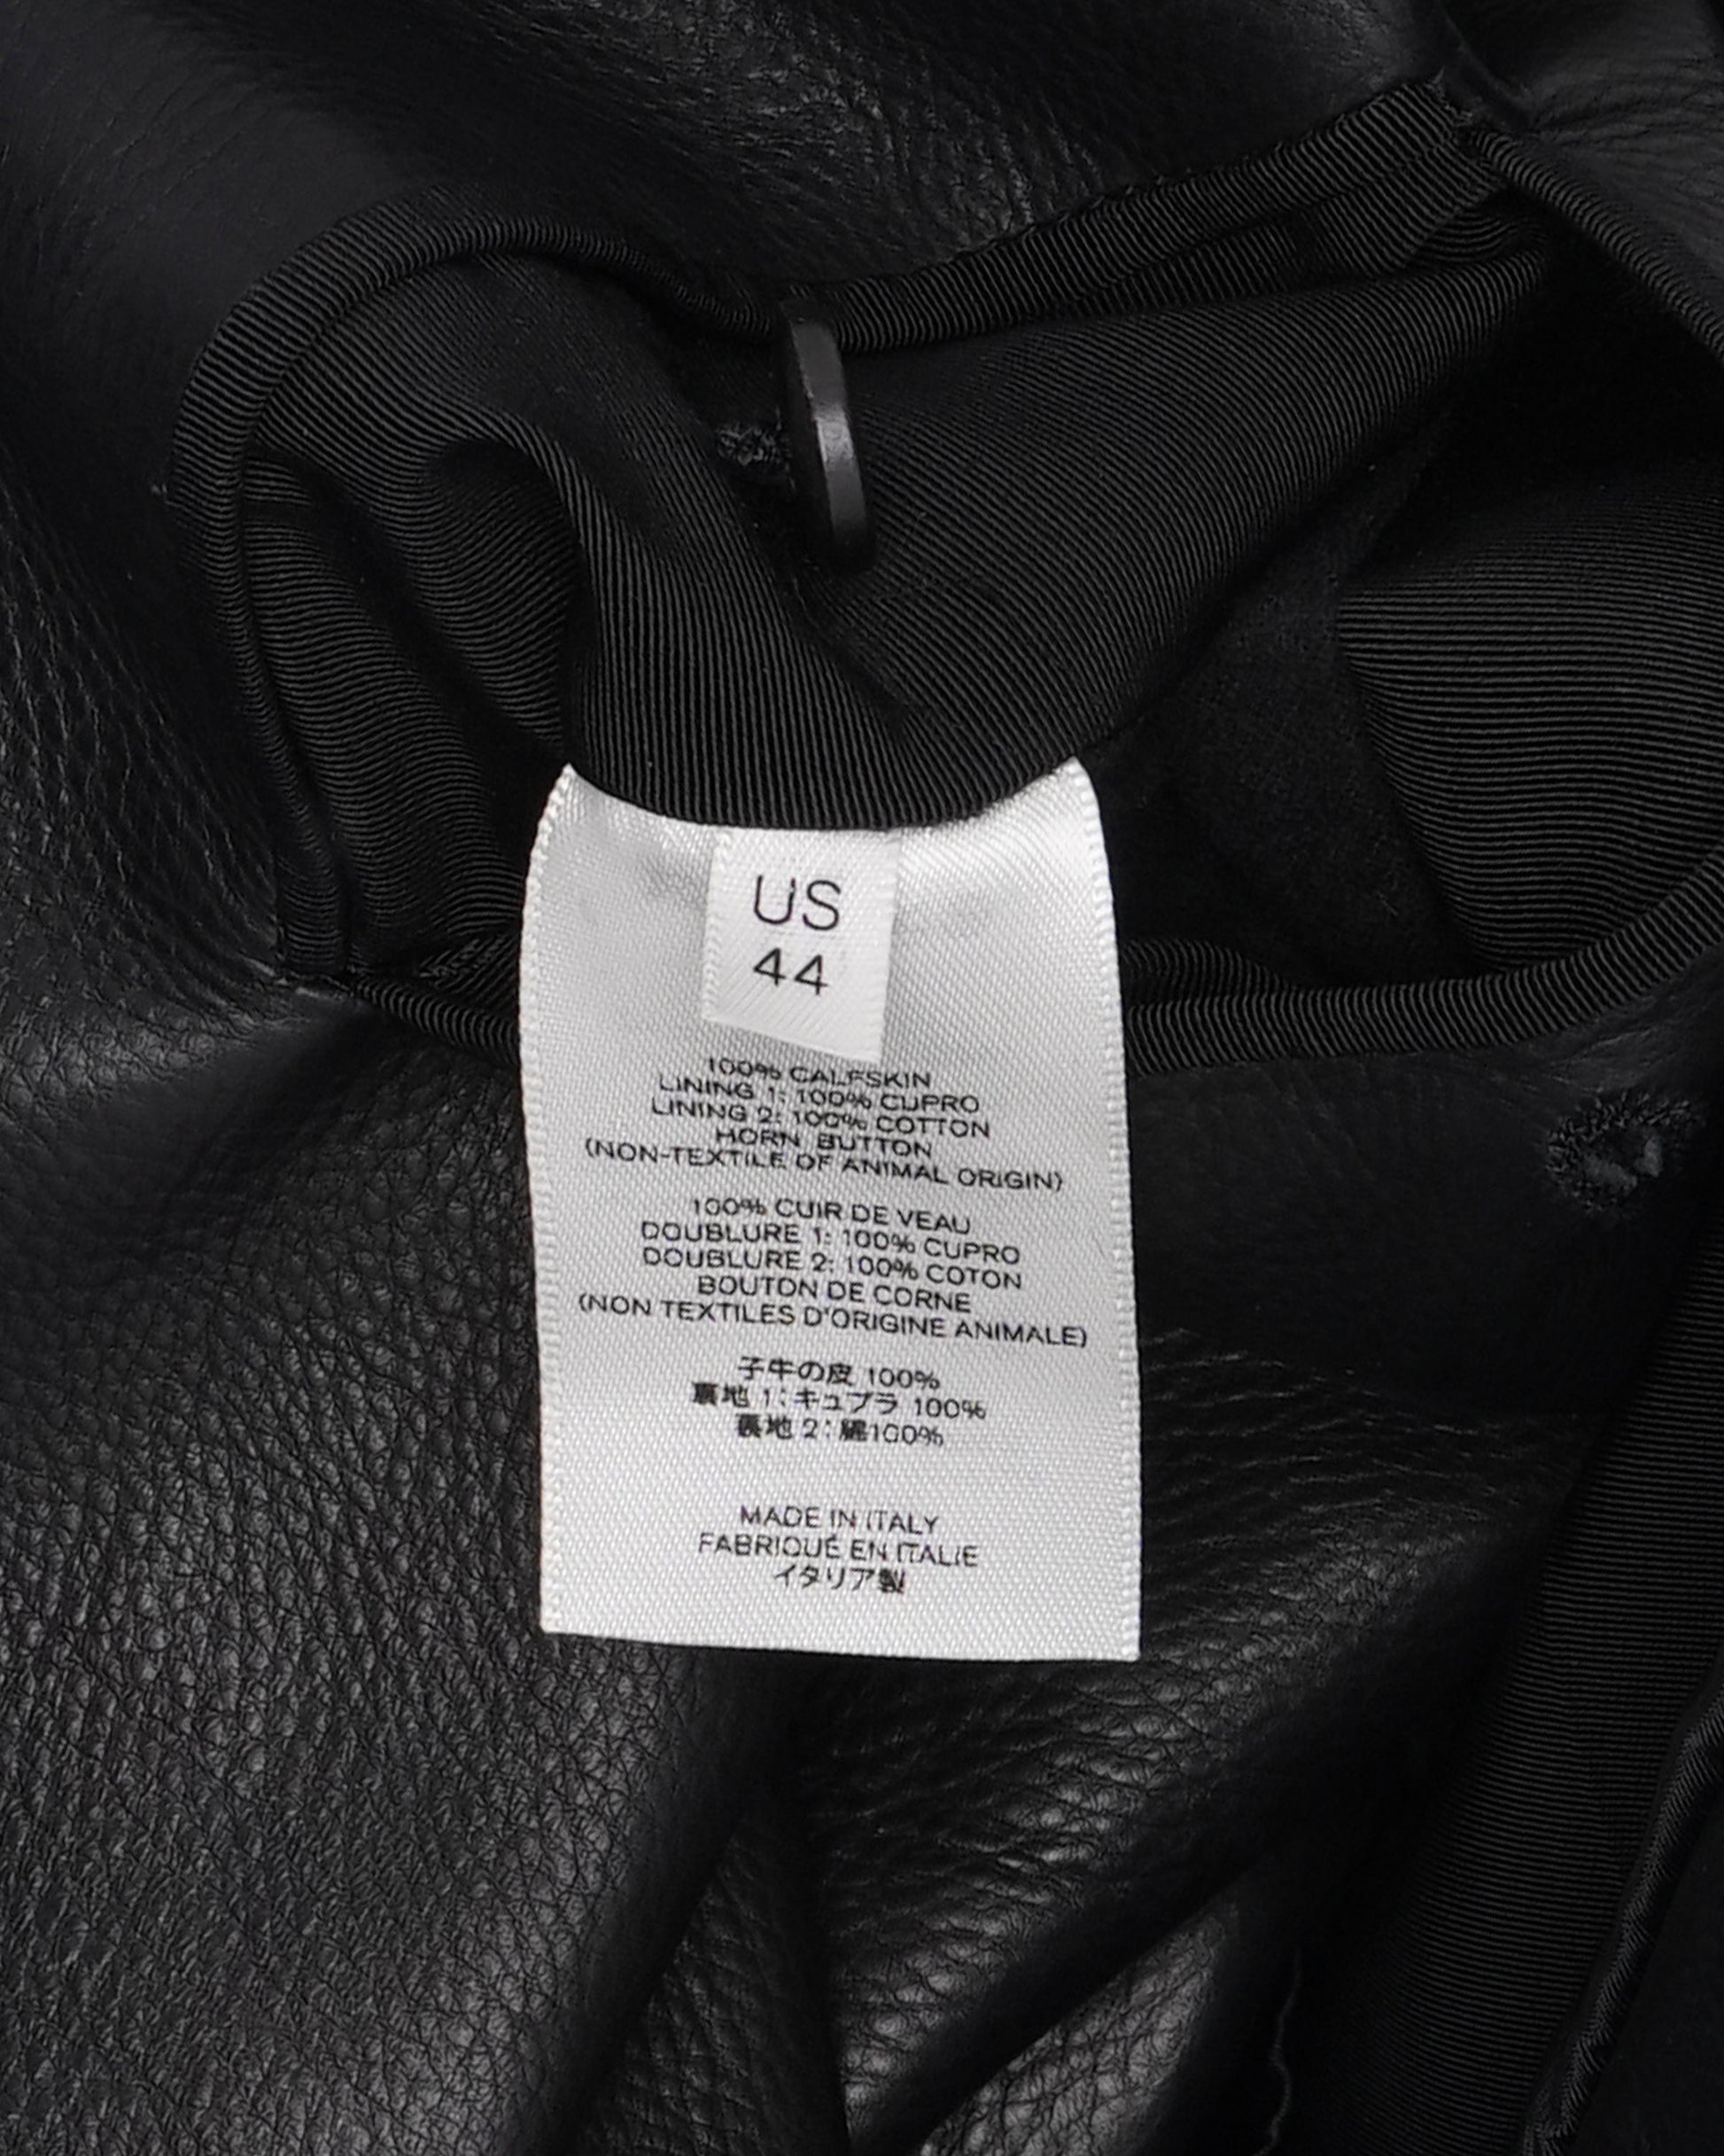 US
44
100% CALFSKIN
LINING 1: 100% CUPRO
LINING 2: 100% COTTON
HORN BUTTON
(NON-TEXTILE OF ANIMAL ORIGIN)
100% CUIR DE VEAU
DOUBLURE 1: 100% CUPRO
DOUBLURE 2: 100% COTON
BOUTON DE CORNE
(NON TEXTILES D'ORIGINE ANIMALE)
子牛の皮 100%
裏地 1:キュプラ 100%
裏地 2:綿100%
MADE IN ITALY
FABRIQUÉ EN ITALIE
イタリア製